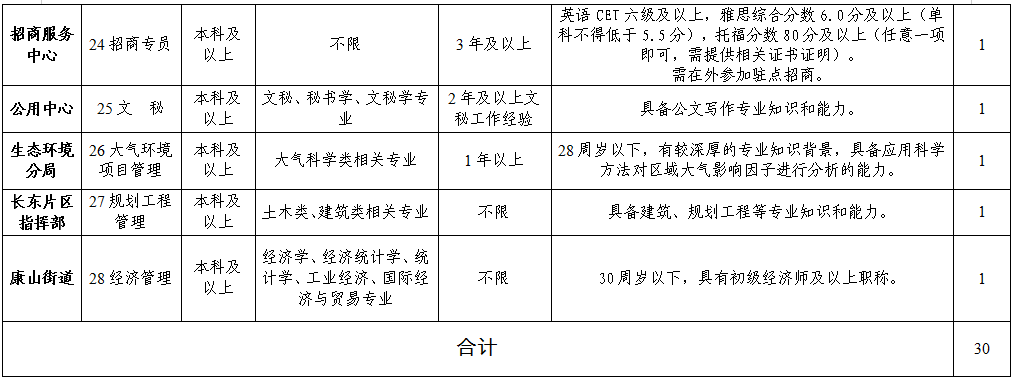 招商服务中心 24 招商专员 本科及以上 不限 3 年及以上 英语 CET 六级及以上，雅思综合分数 6.0 分及以上（单科不得低于 5.5 分），托福分数 80 分及以上（任意一项即可，需提供相关证书证明）。需在外参加驻点招商。 1
公用中心 25 文 秘 本科及以上 文秘、秘书学、文秘学专业 2 年及以上文秘工作经验 具备公文写作专业知识和能力。 1
生态环境分局 26 大气环境项目管理 本科及以上 大气科学类相关专业 1 年以上 28 周岁以下，有较深厚的专业知识背景，具备应用科学方法对区域大气影响因子进行分析的能力。 1
长东片区指挥部 27 规划工程管理 本科及以上 土木类、建筑类相关专业 不限 具备建筑、规划工程等专业知识和能力。 1
康山街道 28 经济管理 本科及以上 经济学、经济统计学、统计学、工业经济、国际经济与贸易专业 不限 30 周岁以下，具有初级经济师及以上职称。 1
合计 30